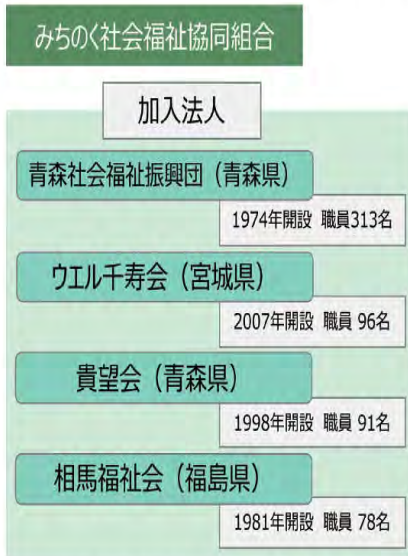 みちのく社会福祉協同組合
加入法人
青森社会福祉振興団（青森県）
1974年開設 職員313名
ウエル千寿会（宮城県）
2007年開設 職員 96名
貴望会（青森県）
1998年開設 職員 91名
相馬福祉会（福島県）
1981年開設 職員 78名